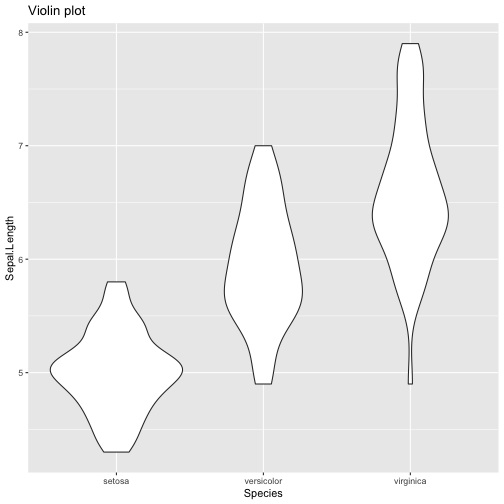 Violin plot
8
7
6
5
Sepal.Length
setosa versicolor virginica
Species